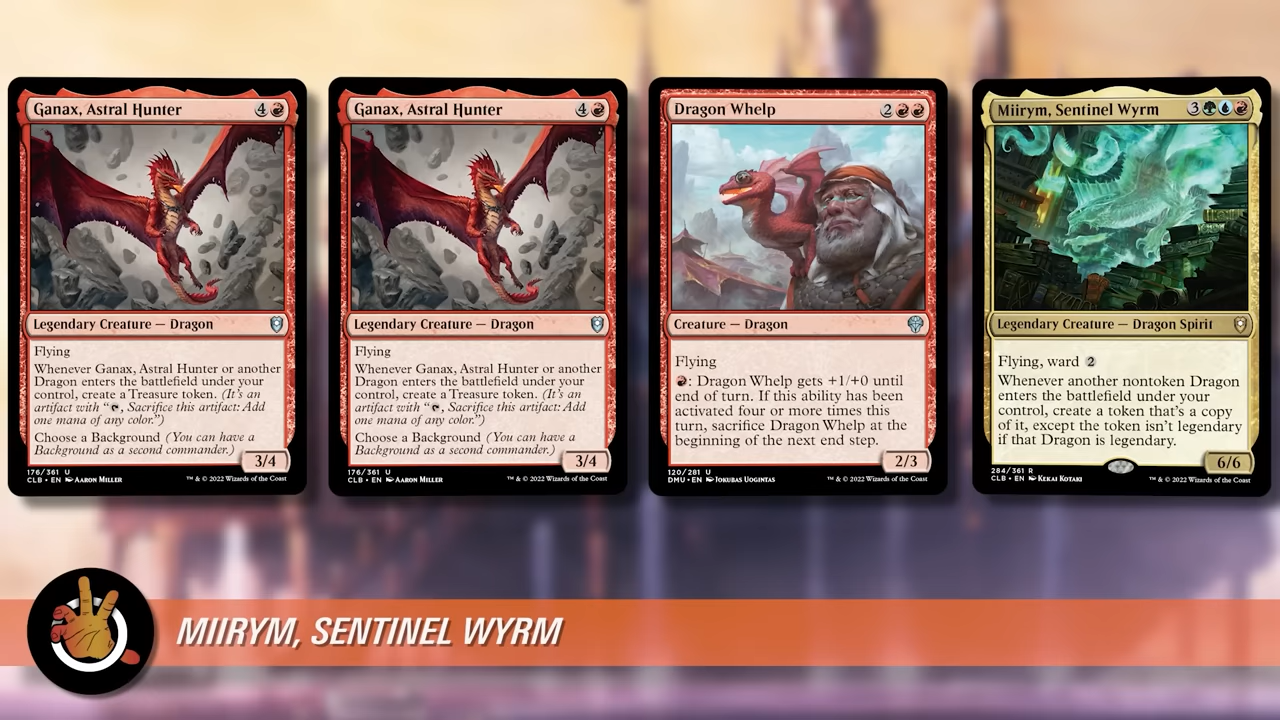 Ganax, Astral Hunter 4
Legendary Creature — Dragon
Flying
Whenever Ganax, Astral Hunter or another
Dragon enters the battlefield under your
control, create a Treasure token. (It's an
artifact with “, Sacrifice this artifact: Add
one mana of any color.”)
Choose a Background (You can have a
Background as a second commander.)
3/4
176/361 U
CLB • EN Aaron Miller
™ & © 2022 Wizards of the Coast
Ganax, Astral Hunter 4
Legendary Creature — Dragon
Flying
Whenever Ganax, Astral Hunter or another
Dragon enters the battlefield under your
control, create a Treasure token. (It's an
artifact with “, Sacrifice this artifact: Add
one mana of any color.”)
Choose a Background (You can have a
Background as a second commander.)
3/4
176/361 U
CLB • EN Aaron Miller
™ & © 2022 Wizards of the Coast
Dragon Whelp 2
Creature — Dragon
Flying
: Dragon Whelp gets +1/+0 until
end of turn. If this ability has been
activated four or more times this
turn, sacrifice Dragon Whelp at the
beginning of the next end step.
2/3
120/281 U
DMU • EN Jokubas Uogintas
™ & © 2022 Wizards of the Coast
Miirym, Sentinel Wyrm 3
Legendary Creature — Dragon Spirit
Flying, ward 2
Whenever another nontoken Dragon
enters the battlefield under your
control, create a token that's a copy
of it, except the token isn't legendary
if that Dragon is legendary.
6/6
284/361 R
CLB • EN Kekai Kotaki
™ & © 2022 Wizards of the Coast
MIIRYM, SENTINEL WYRM